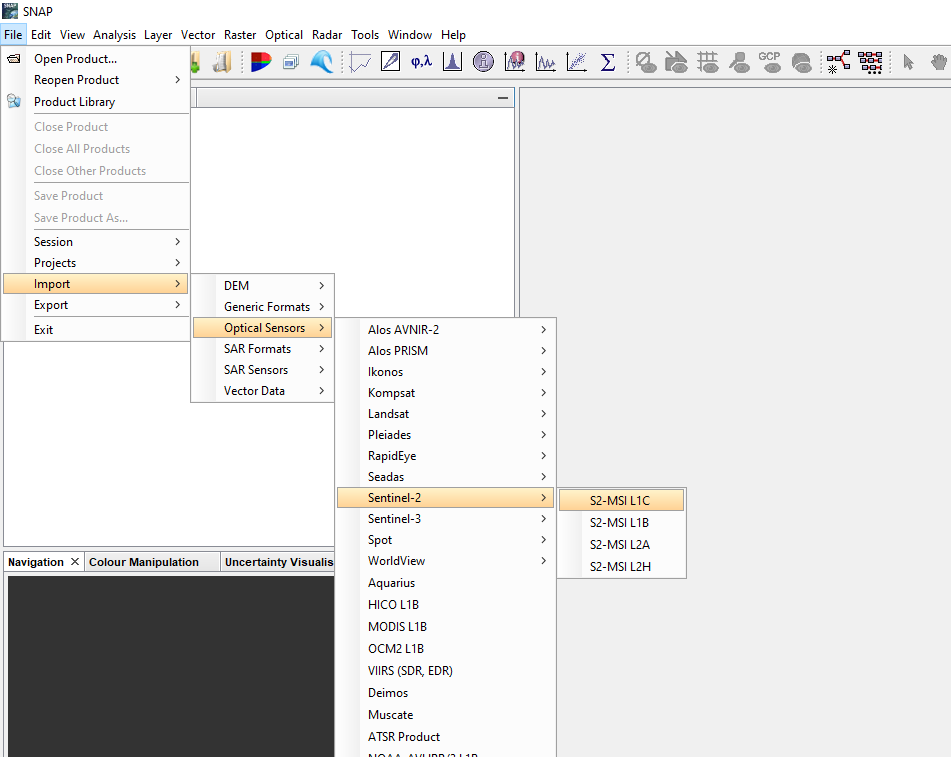 SNAP
File Edit View Analysis Layer Vector Raster Optical Radar Tools Window Help
Open Product...
Reopen Product
Product Library
Close Product
Close All Products
Close Other Products
Save Product
Save Product As...
Session
Projects
Import
Export
Exit
φ,λ
Σ
GCP
DEM
Generic Formats
Optical Sensors
SAR Formats
SAR Sensors
Vector Data
Alos AVNIR-2
Alos PRISM
Ikonos
Kompsat
Landsat
Pleiades
RapidEye
Seadas
Sentinel-2
Sentinel-3
Spot
WorldView
Aquarius
HICO L1B
MODIS L1B
OCM2 L1B
VIIRS (SDR, EDR)
Deimos
Muscate
ATSR Product
S2-MSI L1C
S2-MSI L1B
S2-MSI L2A
S2-MSI L2H
Navigation Colour Manipulation Uncertainty Visualis